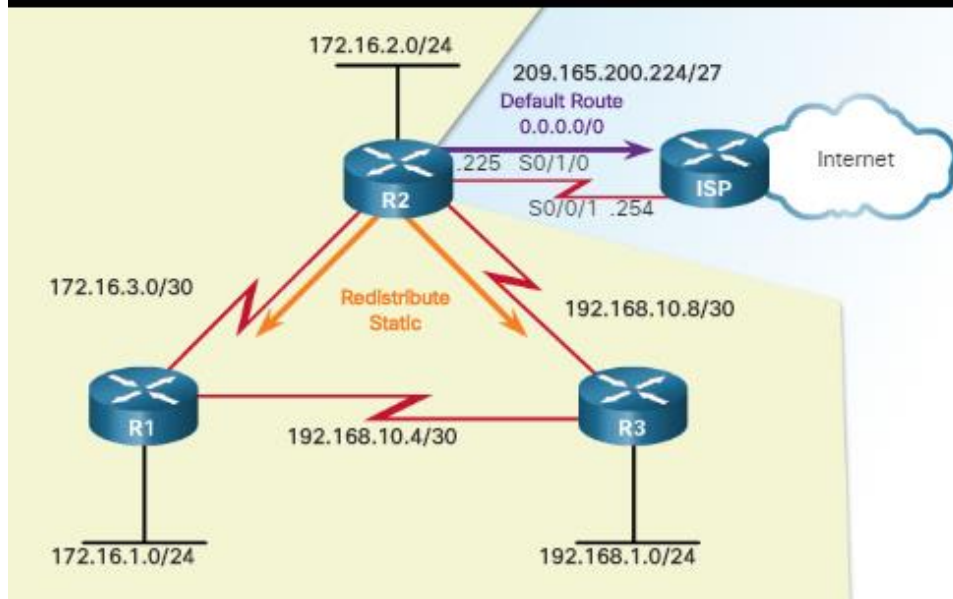 172.16.2.0/24
209.165.200.224/27
Default Route
0.0.0.0/0
.225 S0/1/0
R2
ISP
Internet
S0/0/1 .254
172.16.3.0/30
Redistribute
Static
192.168.10.8/30
R1
R3
192.168.10.4/30
172.16.1.0/24
192.168.1.0/24